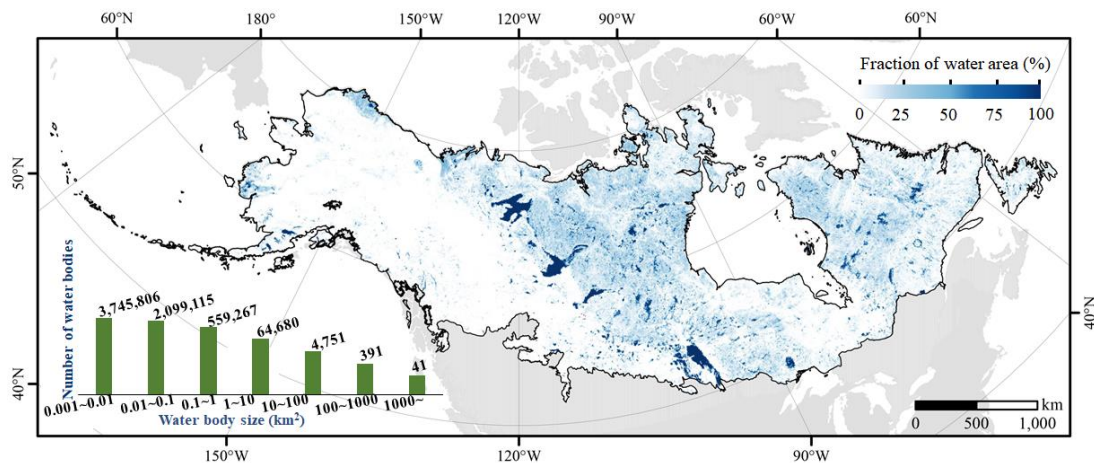 60°N 180° 150°W 120°W 90°W 60°W 60°N
Fraction of water area (%)
0 25 50 75 100
50°N
40°N
40°N
Number of water bodies
3,745,806
2,099,115
559,267
64,680
4,751
391
41
0.001~0.01 0.01~0.1 0.1~1 1~10 10~100 100~1000 1000~
Water body size (km²)
km
0 500 1,000
150°W 120°W 90°W